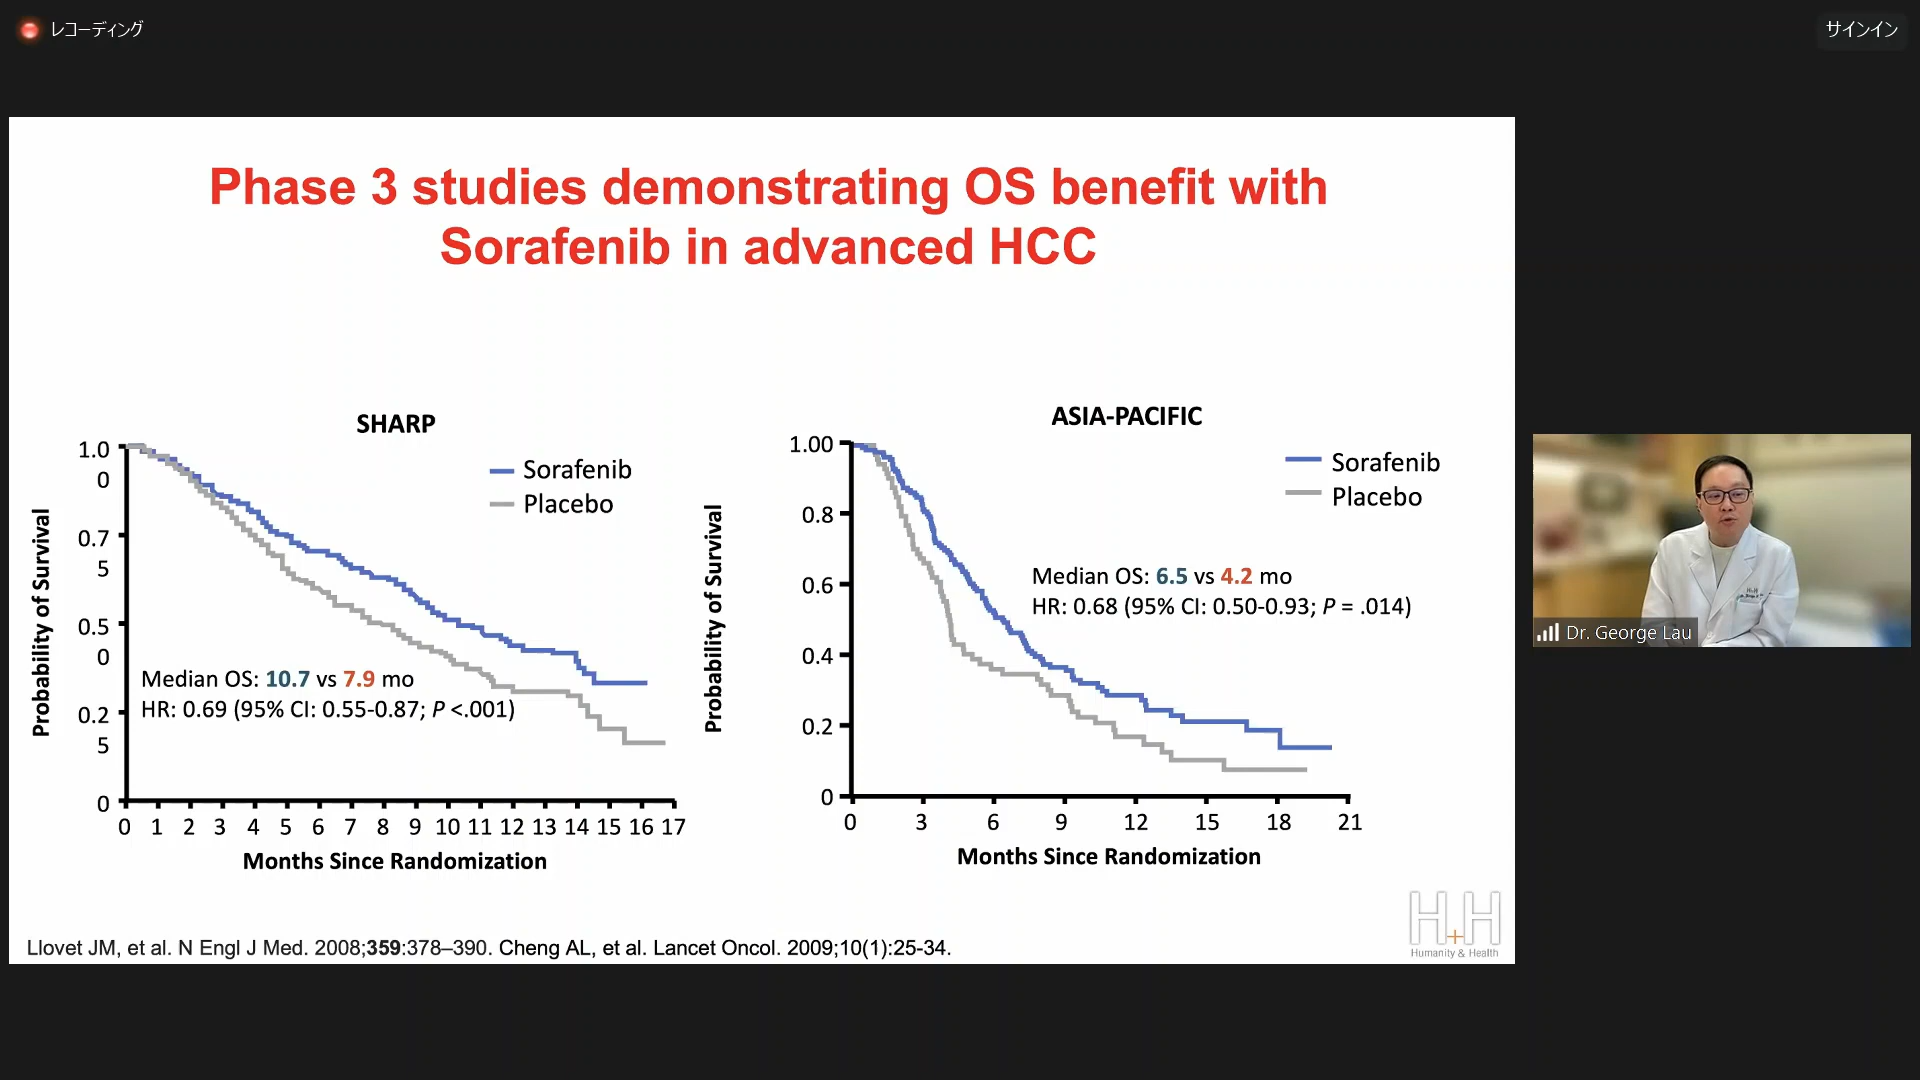 レコーディング
サインイン
Phase 3 studies demonstrating OS benefit with
Sorafenib in advanced HCC
SHARP
1.0
0
0.7
5
0.5
0
0.2
5
0
Probability of Survival
Sorafenib
Placebo
Median OS: 10.7 vs 7.9 mo
HR: 0.69 (95% CI: 0.55-0.87; P <.001)
0 1 2 3 4 5 6 7 8 9 10 11 12 13 14 15 16 17
Months Since Randomization
ASIA-PACIFIC
1.00
0.8
0.6
0.4
0.2
0
Probability of Survival
Sorafenib
Placebo
Median OS: 6.5 vs 4.2 mo
HR: 0.68 (95% CI: 0.50-0.93; P = .014)
0 3 6 9 12 15 18 21
Months Since Randomization
Llovet JM, et al. N Engl J Med. 2008;359:378–390. Cheng AL, et al. Lancet Oncol. 2009;10(1):25-34.
H+H
Humanity & Health
Dr. George Lau